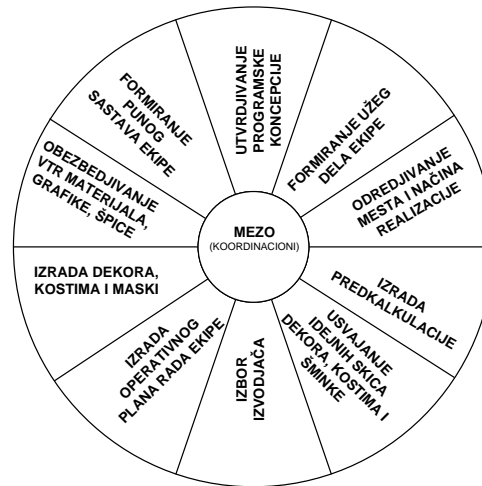 UTVRDJIVANJE
PROGRAMSKE
KONCEPCIJE
FORMIRANJE UŽEG
DELA EKIPE
ODREDJIVANJE
MESTA I NAČINA
REALIZACIJE
IZRADA
PREDKALKULACIJE
USVAJANJE
IDEJNIH SKICA
DEKORA, KOSTIMA I
ŠMINKE
IZBOR
IZVODJAČA
IZRADA
OPERATIVNOG
PLANA RADA EKIPE
IZRADA DEKORA,
KOSTIMA I MASKI
OBEZBEDJIVANJE
VTR MATERIJALA,
GRAFIKE, ŠPICE
FORMIRANJE
PUNOG
SASTAVA EKIPE
MEZO
(KOORDINACIONI)